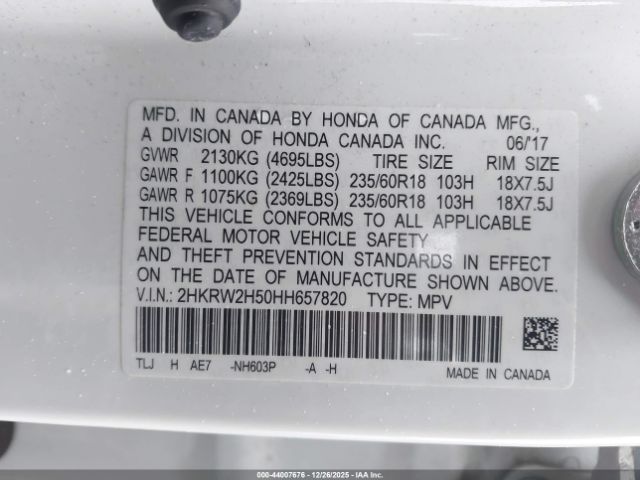 MFD. IN CANADA BY HONDA OF CANADA MFG.,
A DIVISION OF HONDA CANADA INC. 06/17
GVWR 2130KG (4695LBS) TIRE SIZE RIM SIZE
GAWR F 1100KG (2425LBS) 235/60R18 103H 18X7.5J
GAWR R 1075KG (2369LBS) 235/60R18 103H 18X7.5J
THIS VEHICLE CONFORMS TO ALL APPLICABLE
FEDERAL MOTOR VEHICLE SAFETY
AND THEFT PREVENTION STANDARDS IN EFFECT
ON THE DATE OF MANUFACTURE SHOWN ABOVE.
V.I.N.: 2HKRW2H50HH657820 TYPE: MPV
TLJ H AE7 -NH603P -A -H
MADE IN CANADA
000-44007676 - 12/26/2025 - IAA Inc.